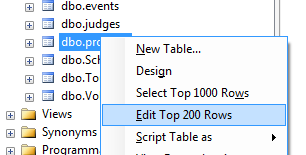 dbo.events
dbo.judges
dbo.pro
dbo.Sch
dbo.To
dbo.Vo
Views
Synonyms
Programm
New Table...
Design
Select Top 1000 Rows
Edit Top 200 Rows
Script Table as